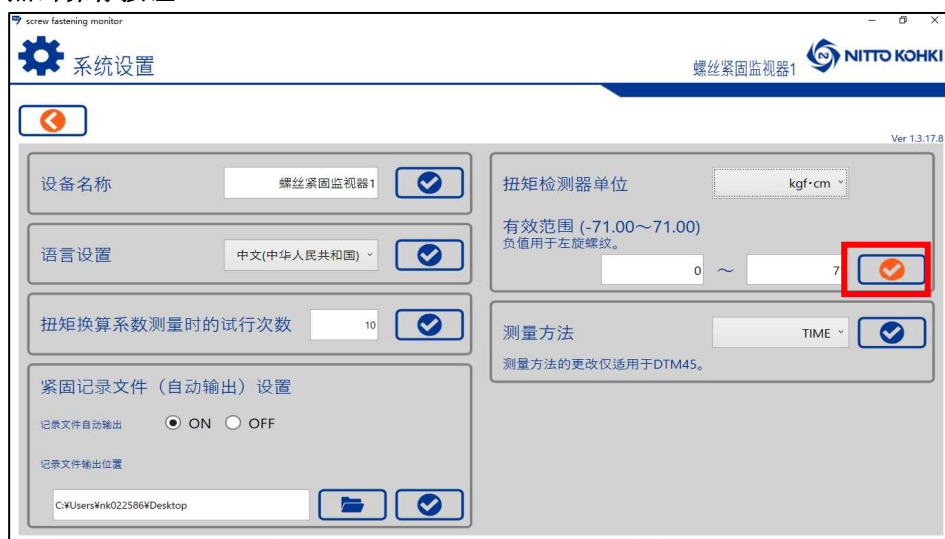 screw fastening monitor
系统设置
螺丝紧固监视器1
NITTO KOHKI
Ver 1.3.17.8
设备名称
螺丝紧固监视器1
语言设置
中文(中华人民共和国)
扭矩换算系数测量时的试行次数
10
紧固记录文件（自动输出）设置
记录文件自动输出
ON
OFF
记录文件输出位置
C:¥Users¥nk022586¥Desktop
扭矩检测器单位
kgf·cm
有效范围 (-71.00～71.00)
负值用于左旋螺纹。
0 ～ 7
测量方法
TIME
测量方法的更改仅适用于DTM45。